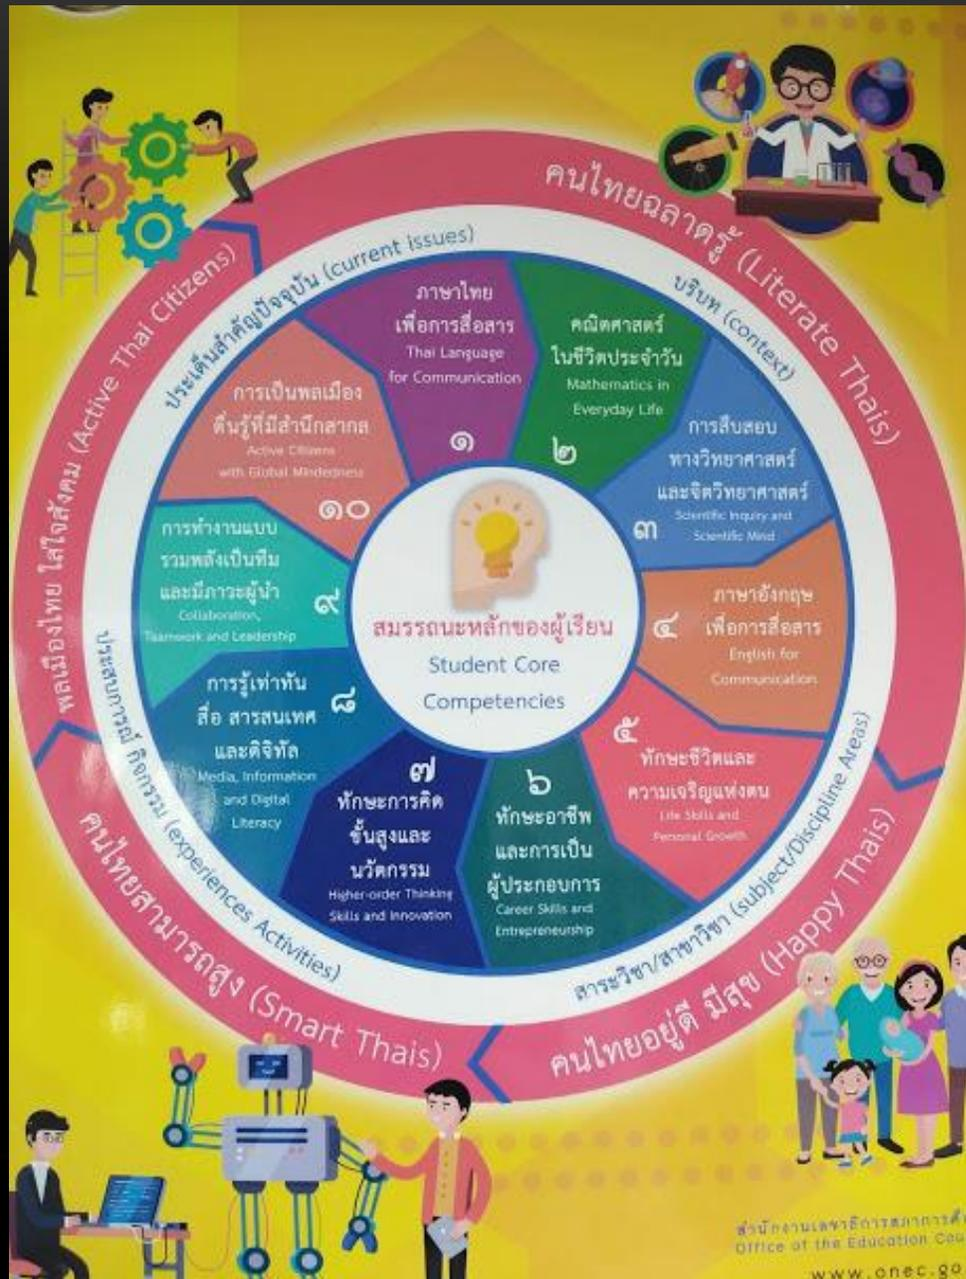 คนไทยฉลาดรู้ (Literate Thais)
พลเมืองไทย ใส่ใจสังคม (Active Thai Citizens)
ประเด็นสำคัญปัจจุบัน (current issues)
บริบท (context)
ภาษาไทย
เพื่อการสื่อสาร
Thai Language
for Communication
๑
คณิตศาสตร์
ในชีวิตประจำวัน
Mathematics in
Everyday Life
๒
การสืบสอบ
ทางวิทยาศาสตร์
และจิตวิทยาศาสตร์
Scientific Inquiry and
Scientific Mind
๓
ภาษาอังกฤษ
เพื่อการสื่อสาร
English for
Communication
๔
๕
ทักษะชีวิตและ
ความเจริญแห่งตน
Life Skills and
Personal Growth
๖
ทักษะอาชีพ
และการเป็น
ผู้ประกอบการ
Career Skills and
Entrepreneurship
๗
ทักษะการคิด
ขั้นสูงและ
นวัตกรรม
Higher-order Thinking
Skills and Innovation
การรู้เท่าทัน
สื่อ สารสนเทศ
และดิจิทัล
Media, Information
and Digital
Literacy
๘
การทำงานแบบ
รวมพลังเป็นทีม
และมีภาวะผู้นำ
Collaboration,
Teamwork and Leadership
๙
การเป็นพลเมือง
ตื่นรู้ที่มีสำนึกสากล
Active Citizens
with Global Mindedness
๑๐
สมรรถนะหลักของผู้เรียน
Student Core
Competencies
ประสบการณ์ กิจกรรม (experiences Activities)
สาระวิชา/สาขาวิชา (subject/Discipline Areas)
คนไทยสามารถสูง (Smart Thais)
คนไทยอยู่ดี มีสุข (Happy Thais)
Office of the Education
www.onec.go